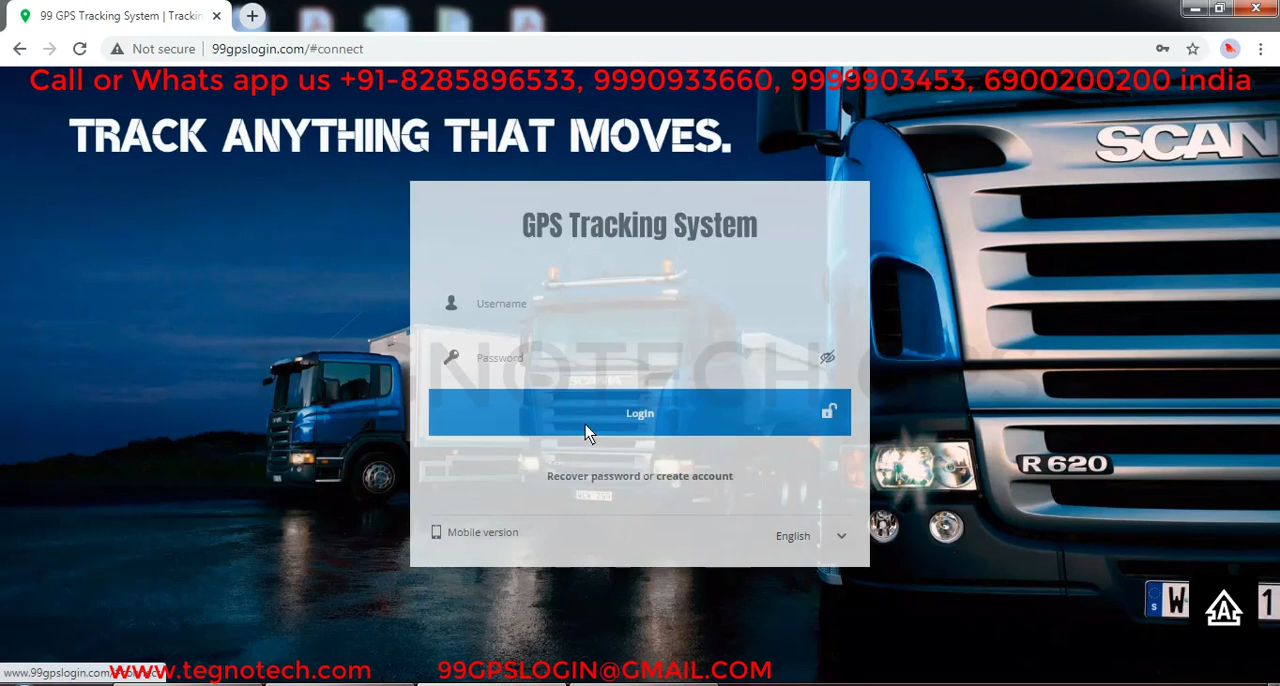 99 GPS Tracking System | Trackin
Not secure
99gpslogin.com/#connect
Call or Whats app us +91-8285896533, 9990933660, 9999903453, 6900200200 india
TRACK ANYTHING THAT MOVES.
SCAN
GPS Tracking System
Username
Password
Login
R 620
Recover password or create account
Mobile version
English
W
1
A
www.tegnotech.com
99GPSLOGIN@GMAIL.COM